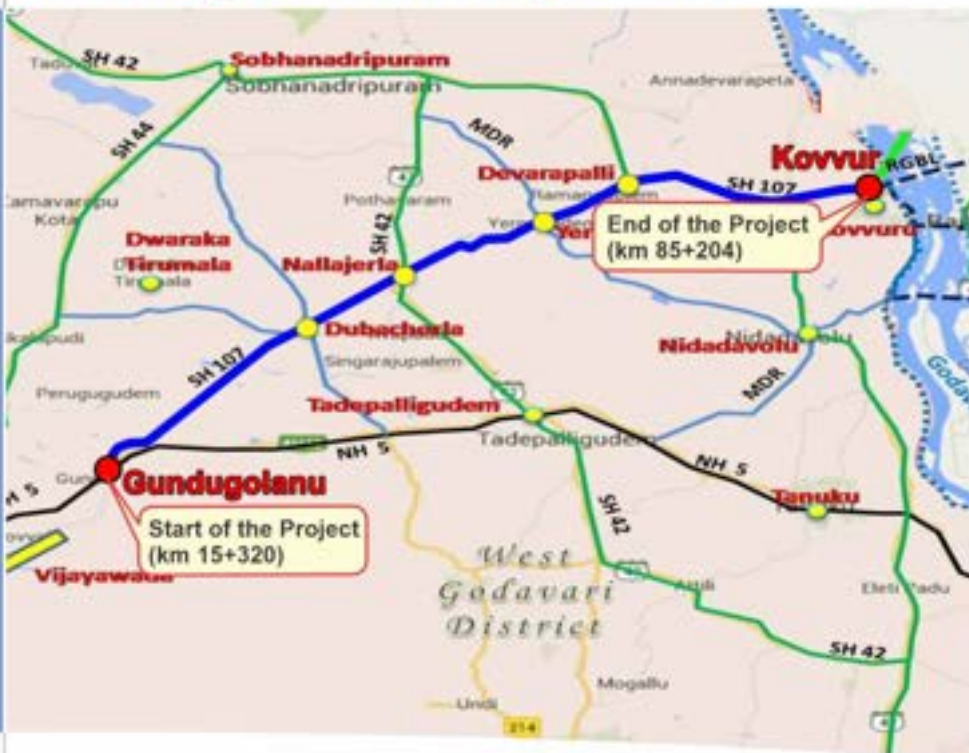 SH 42
Sobhanadripuram
Sobhanadripuram
Annadevarapeta
SH 44
MDR
Kovvur
RGBL
Devarapalli
SH 107
Kota
SH 42
End of the Project
(km 85+204)
Dwaraka
Tirumala
Nallajerla
Dubacherla
Nidadavolu
Nidadavolu
Singarajupalem
SH 107
Perugugudem
MDR
Tadepalligudem
Tadepalligudem
NH 5
NH 5
Gundugolanu
Tanuku
Start of the Project
(km 15+320)
SH 42
Vijayawada
West
Godavari
District
SH 42
Mogallu
Undi
214